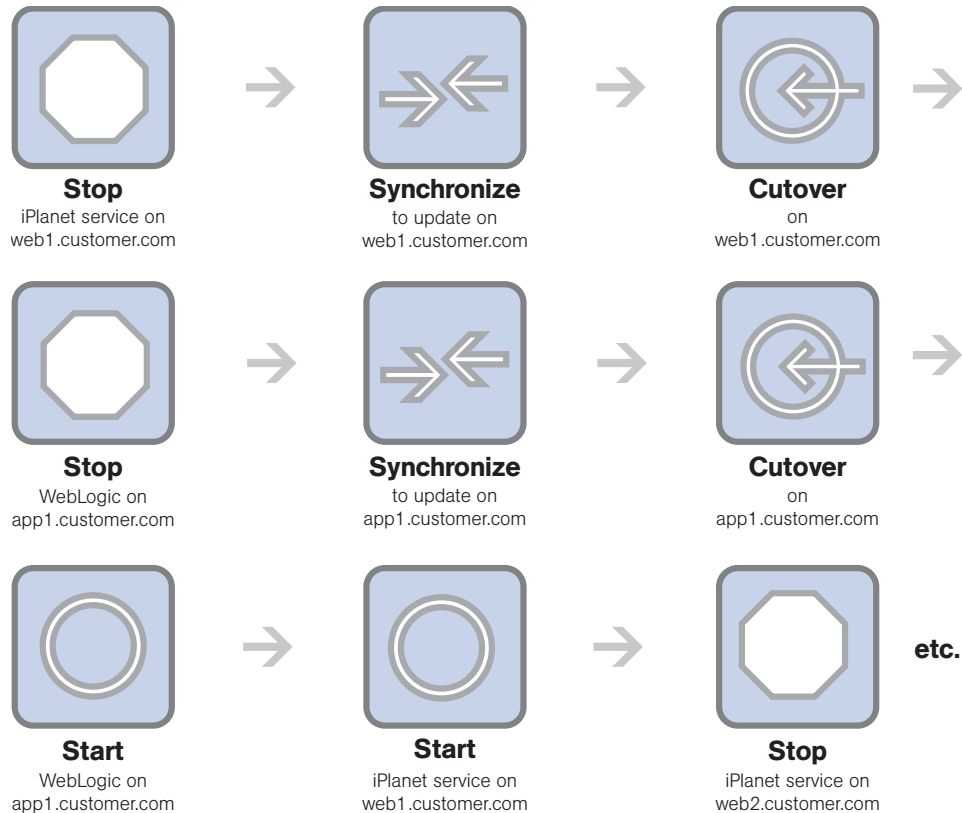 Stop
iPlanet service on
web1.customer.com
Synchronize
to update on
web1.customer.com
Cutover
on
web1.customer.com
Stop
WebLogic on
app1.customer.com
Synchronize
to update on
app1.customer.com
Cutover
on
app1.customer.com
Start
WebLogic on
app1.customer.com
Start
iPlanet service on
web1.customer.com
Stop
iPlanet service on
web2.customer.com
etc.